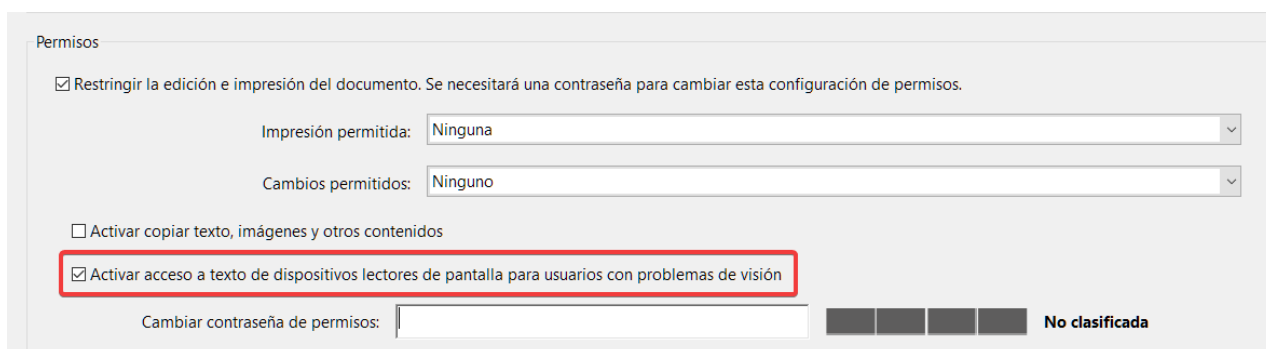 Permisos
Restringir la edición e impresión del documento. Se necesitará una contraseña para cambiar esta configuración de permisos.
Impresión permitida: Ninguna
Cambios permitidos: Ninguno
Activar copiar texto, imágenes y otros contenidos
Activar acceso a texto de dispositivos lectores de pantalla para usuarios con problemas de visión
Cambiar contraseña de permisos: No clasificada